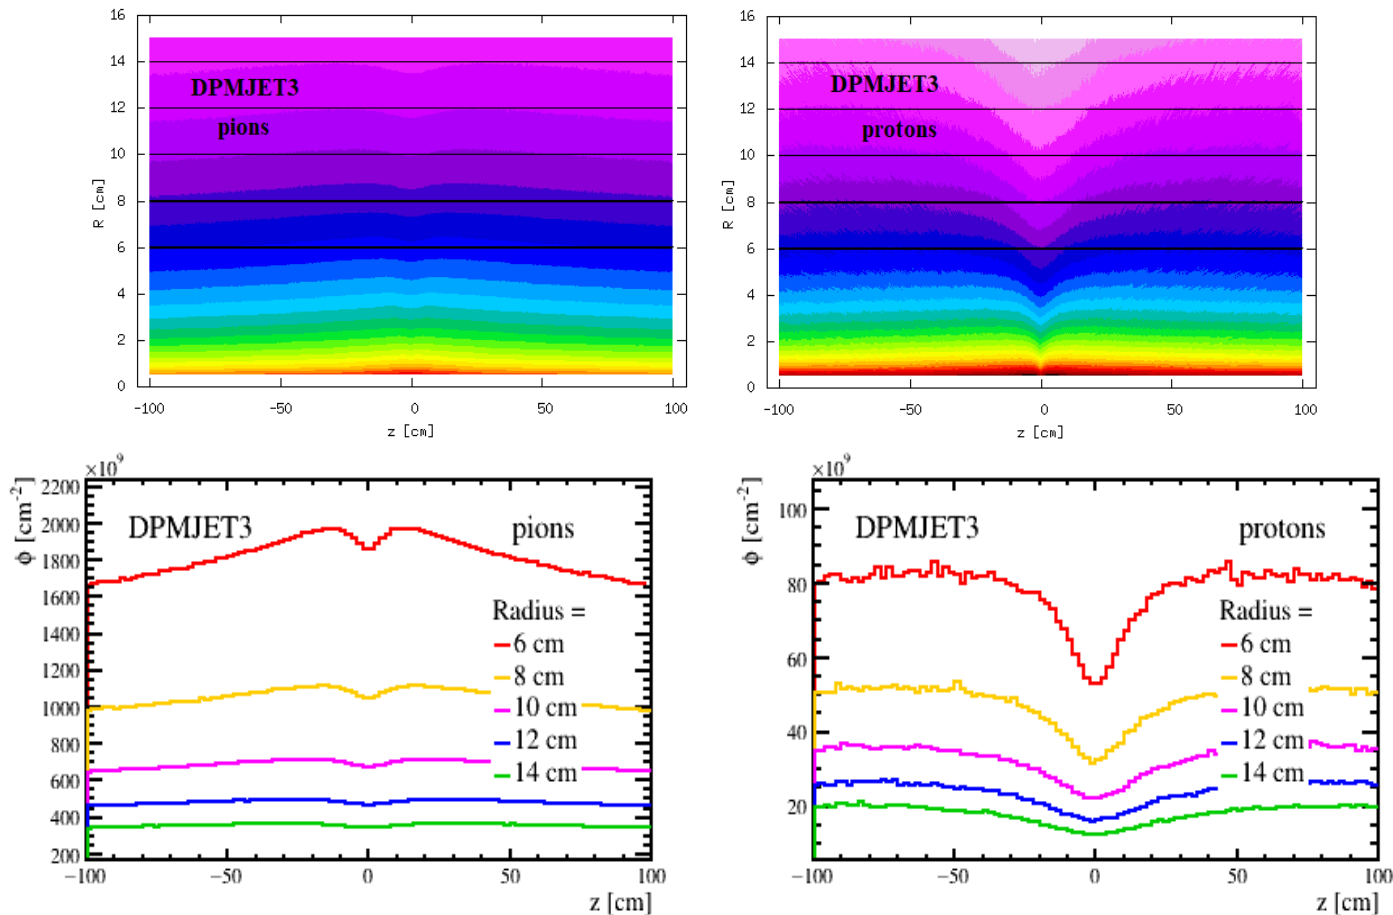 16
14
12
10
8
6
4
2
0
R [cm]
DPMJET3
pions
-100
-50
0
50
100
z [cm]
16
14
12
10
8
6
4
2
0
R [cm]
DPMJET3
protons
-100
-50
0
50
100
z [cm]
×10⁹
ϕ [cm⁻²]
2200
2000
1800
1600
1400
1200
1000
800
600
400
200
DPMJET3 pions
Radius =
6 cm
8 cm
10 cm
12 cm
14 cm
−100
−50
0
50
100
z [cm]
×10⁹
ϕ [cm⁻²]
100
80
60
40
20
DPMJET3 protons
Radius =
6 cm
8 cm
10 cm
12 cm
14 cm
−100
−50
0
50
100
z [cm]